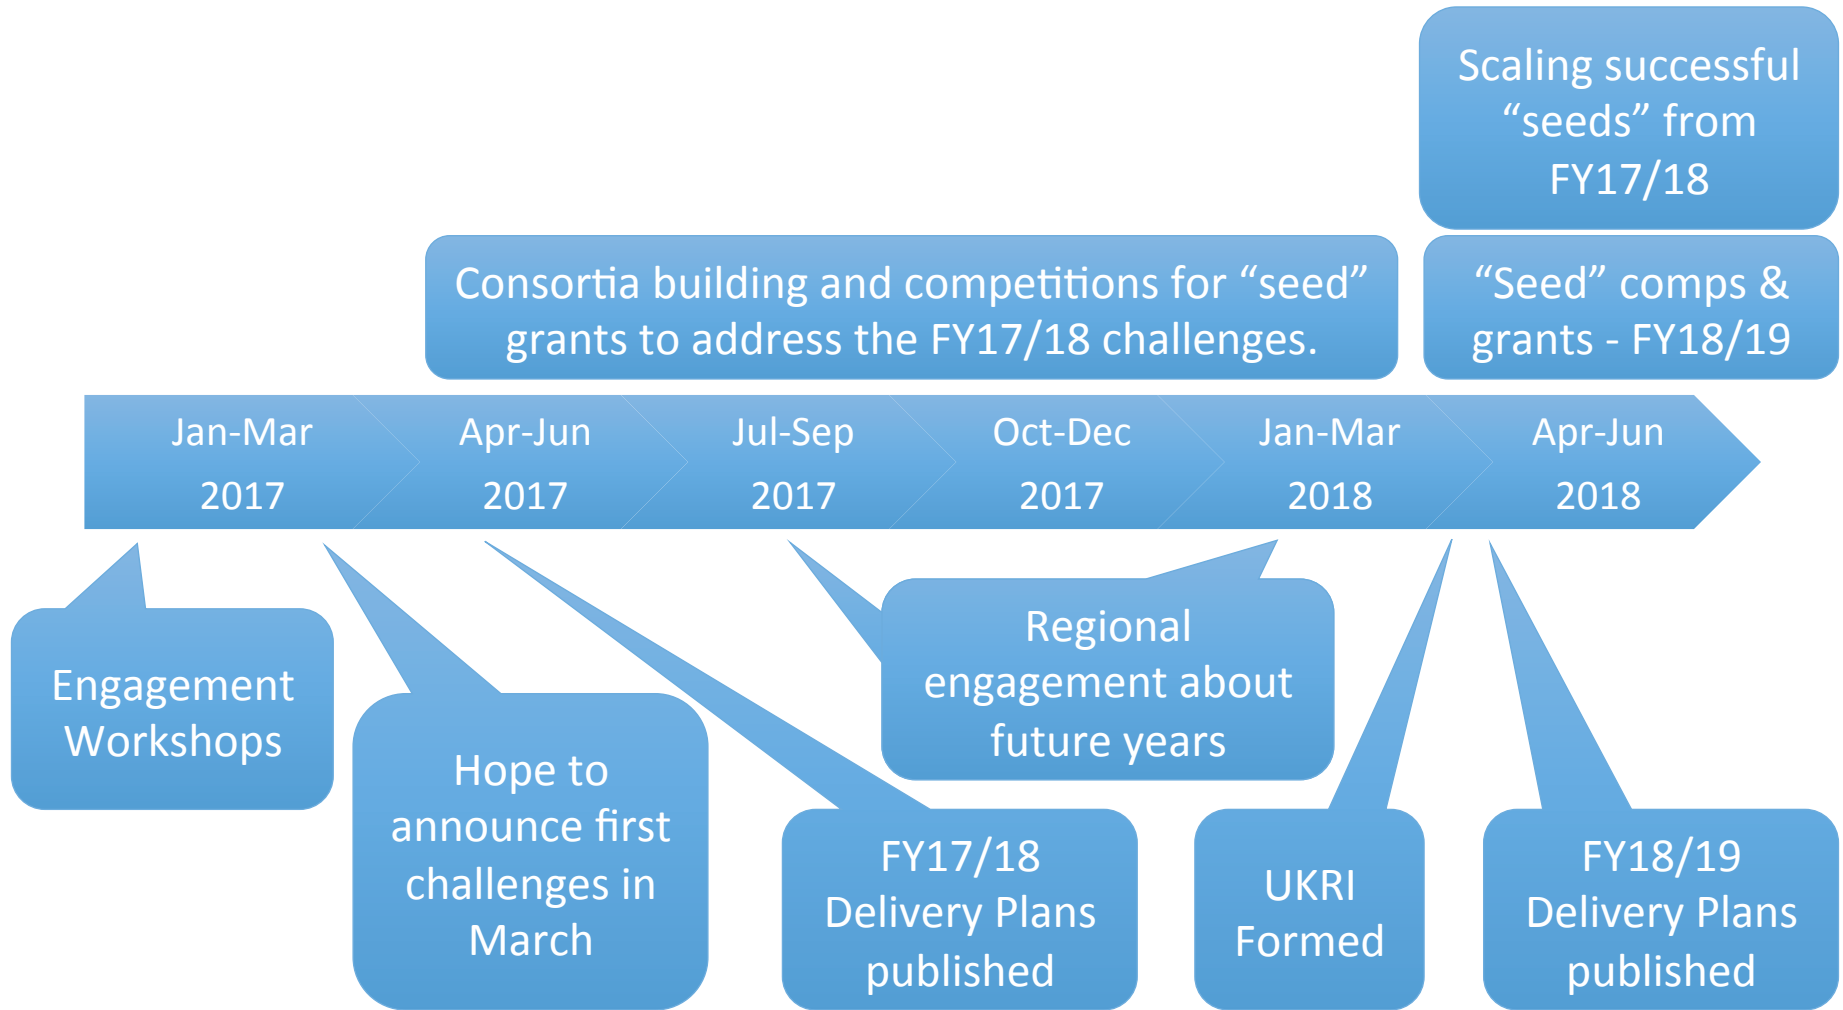 Scaling successful
“seeds” from
FY17/18
Consortia building and competitions for “seed”
grants to address the FY17/18 challenges.
“Seed” comps &
grants - FY18/19
Jan-Mar
2017
Apr-Jun
2017
Jul-Sep
2017
Oct-Dec
2017
Jan-Mar
2018
Apr-Jun
2018
Engagement
Workshops
Hope to
announce first
challenges in
March
FY17/18
Delivery Plans
published
Regional
engagement about
future years
UKRI
Formed
FY18/19
Delivery Plans
published